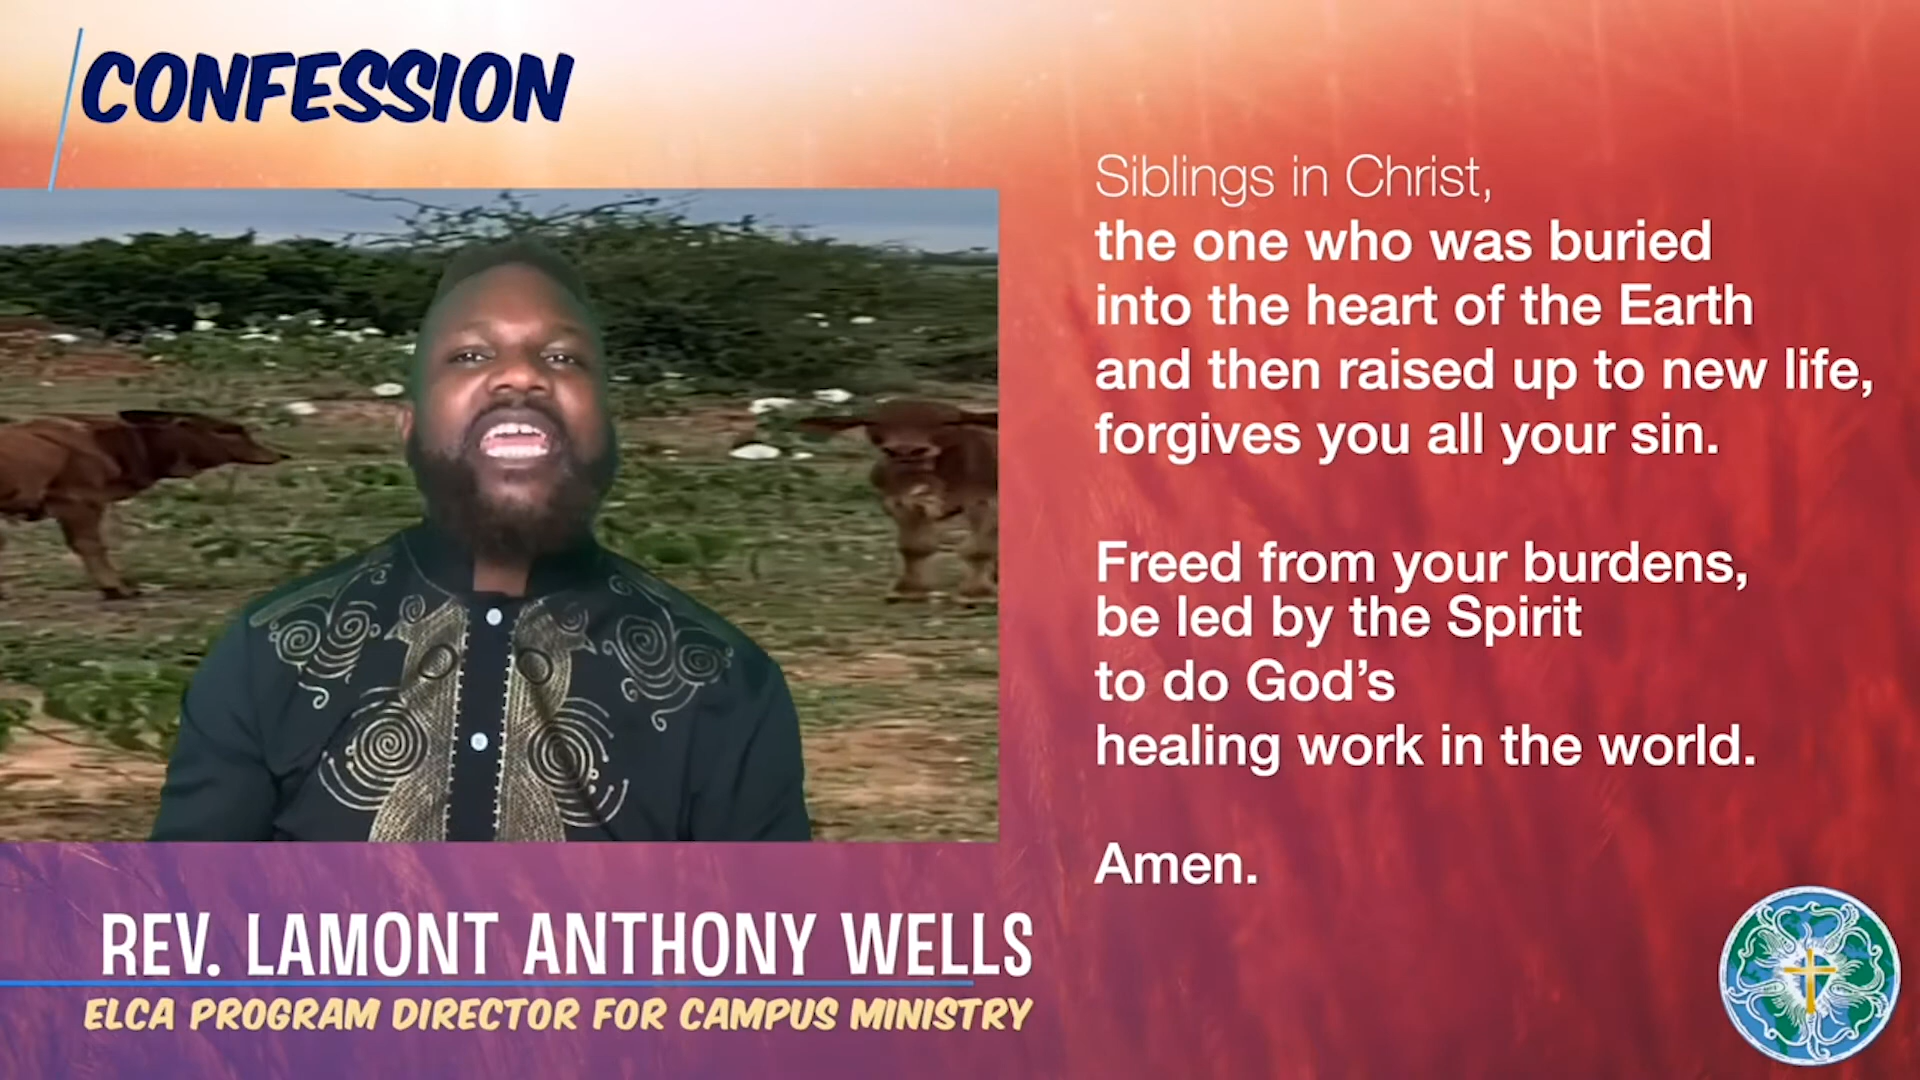 CONFESSION
Siblings in Christ,
the one who was buried
into the heart of the Earth
and then raised up to new life,
forgives you all your sin.
Freed from your burdens,
be led by the Spirit
to do God’s
healing work in the world.
Amen.
REV. LAMONT ANTHONY WELLS
ELCA PROGRAM DIRECTOR FOR CAMPUS MINISTRY